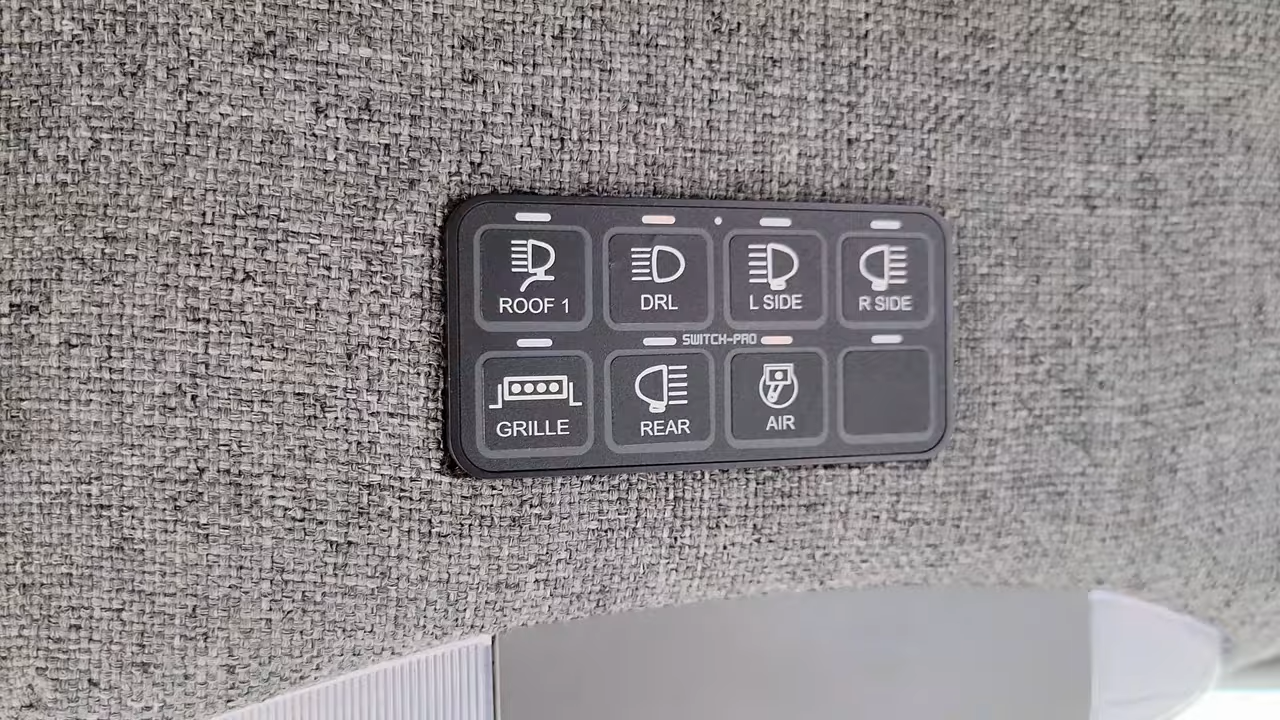 ROOF 1
DRL
L SIDE
R SIDE
SWITCH-PRO
GRILLE
REAR
AIR